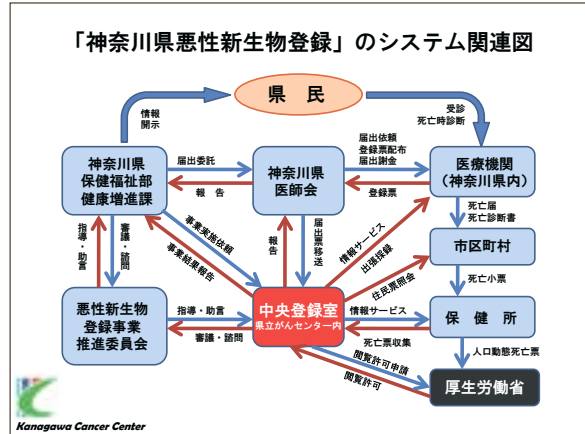 「神奈川県悪性新生物登録」のシステム関連図
県 民
情報
開示
受診
死亡時診断
神奈川県
保健福祉部
健康増進課
届出委託
報 告
神奈川県
医師会
届出依頼
登録票配布
届出謝金
登録票
医療機関
(神奈川県内)
死亡届
死亡診断書
指導・助言
審議・諮問
事業実施依頼
事業結果報告
報告
届出票移送
情報サービス
出張採録
住民票照会
市区町村
死亡小票
悪性新生物
登録事業
推進委員会
指導・助言
審議・諮問
中央登録室
県立がんセンター内
情報サービス
死亡票収集
保 健 所
人口動態死亡票
閲覧許可申請
閲覧許可
厚生労働省
Kanagawa Cancer Center